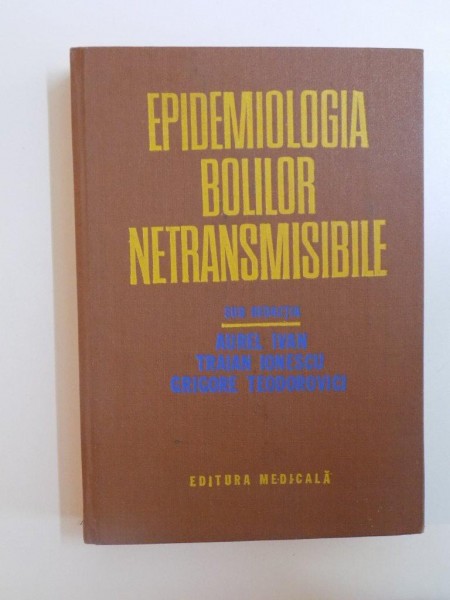 EPIDEMIOLOGIA
BOLILOR
NETRANSMISIBILE
SUB REDACȚIA
AUREL IVAN
TRAIAN IONESCU
GRIGORE TEODOROVICI
EDITURA MEDICALĂ